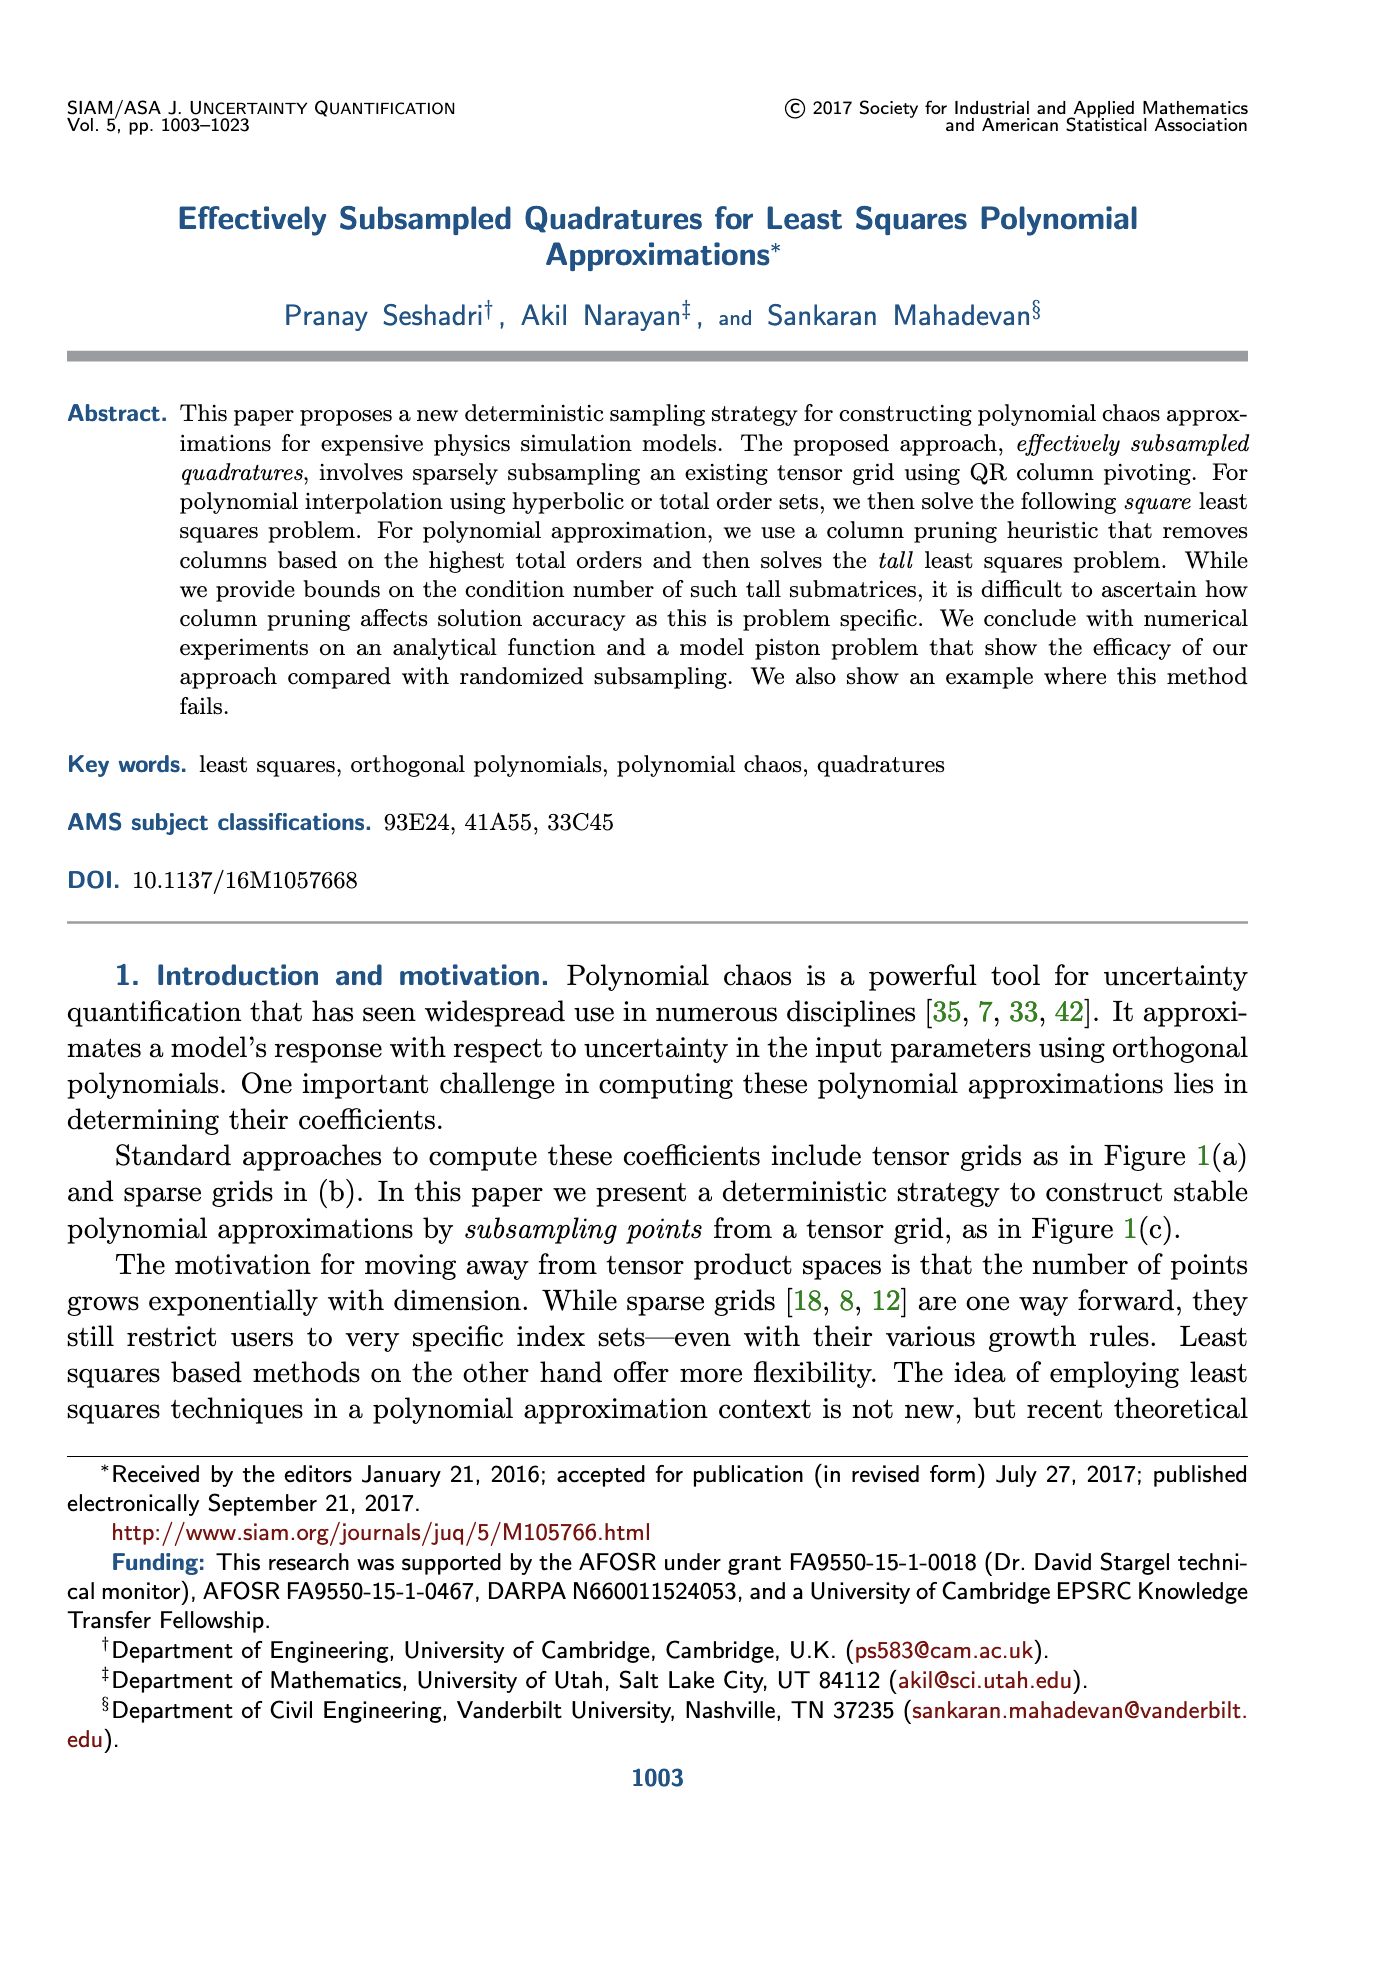 SIAM/ASA J. UNCERTAINTY QUANTIFICATION
Vol. 5, pp. 1003–1023
© 2017 Society for Industrial and Applied Mathematics
and American Statistical Association
Effectively Subsampled Quadratures for Least Squares Polynomial
Approximations*
Pranay Seshadri†, Akil Narayan‡, and Sankaran Mahadevan§
Abstract. This paper proposes a new deterministic sampling strategy for constructing polynomial chaos approx-
imations for expensive physics simulation models. The proposed approach, effectively subsampled
quadratures, involves sparsely subsampling an existing tensor grid using QR column pivoting. For
polynomial interpolation using hyperbolic or total order sets, we then solve the following square least
squares problem. For polynomial approximation, we use a column pruning heuristic that removes
columns based on the highest total orders and then solves the tall least squares problem. While
we provide bounds on the condition number of such tall submatrices, it is difficult to ascertain how
column pruning affects solution accuracy as this is problem specific. We conclude with numerical
experiments on an analytical function and a model piston problem that show the efficacy of our
approach compared with randomized subsampling. We also show an example where this method
fails.
Key words. least squares, orthogonal polynomials, polynomial chaos, quadratures
AMS subject classifications. 93E24, 41A55, 33C45
DOI. 10.1137/16M1057668
1. Introduction and motivation. Polynomial chaos is a powerful tool for uncertainty
quantification that has seen widespread use in numerous disciplines [35, 7, 33, 42]. It approxi-
mates a model's response with respect to uncertainty in the input parameters using orthogonal
polynomials. One important challenge in computing these polynomial approximations lies in
determining their coefficients.
Standard approaches to compute these coefficients include tensor grids as in Figure 1(a)
and sparse grids in (b). In this paper we present a deterministic strategy to construct stable
polynomial approximations by subsampling points from a tensor grid, as in Figure 1(c).
The motivation for moving away from tensor product spaces is that the number of points
grows exponentially with dimension. While sparse grids [18, 8, 12] are one way forward, they
still restrict users to very specific index sets—even with their various growth rules. Least
squares based methods on the other hand offer more flexibility. The idea of employing least
squares techniques in a polynomial approximation context is not new, but recent theoretical
*Received by the editors January 21, 2016; accepted for publication (in revised form) July 27, 2017; published
electronically September 21, 2017.
http://www.siam.org/journals/juq/5/M105766.html
Funding: This research was supported by the AFOSR under grant FA9550-15-1-0018 (Dr. David Stargel techni-
cal monitor), AFOSR FA9550-15-1-0467, DARPA N660011524053, and a University of Cambridge EPSRC Knowledge
Transfer Fellowship.
†Department of Engineering, University of Cambridge, Cambridge, U.K. (ps583@cam.ac.uk).
‡Department of Mathematics, University of Utah, Salt Lake City, UT 84112 (akil@sci.utah.edu).
§Department of Civil Engineering, Vanderbilt University, Nashville, TN 37235 (sankaran.mahadevan@vanderbilt.
edu).
1003